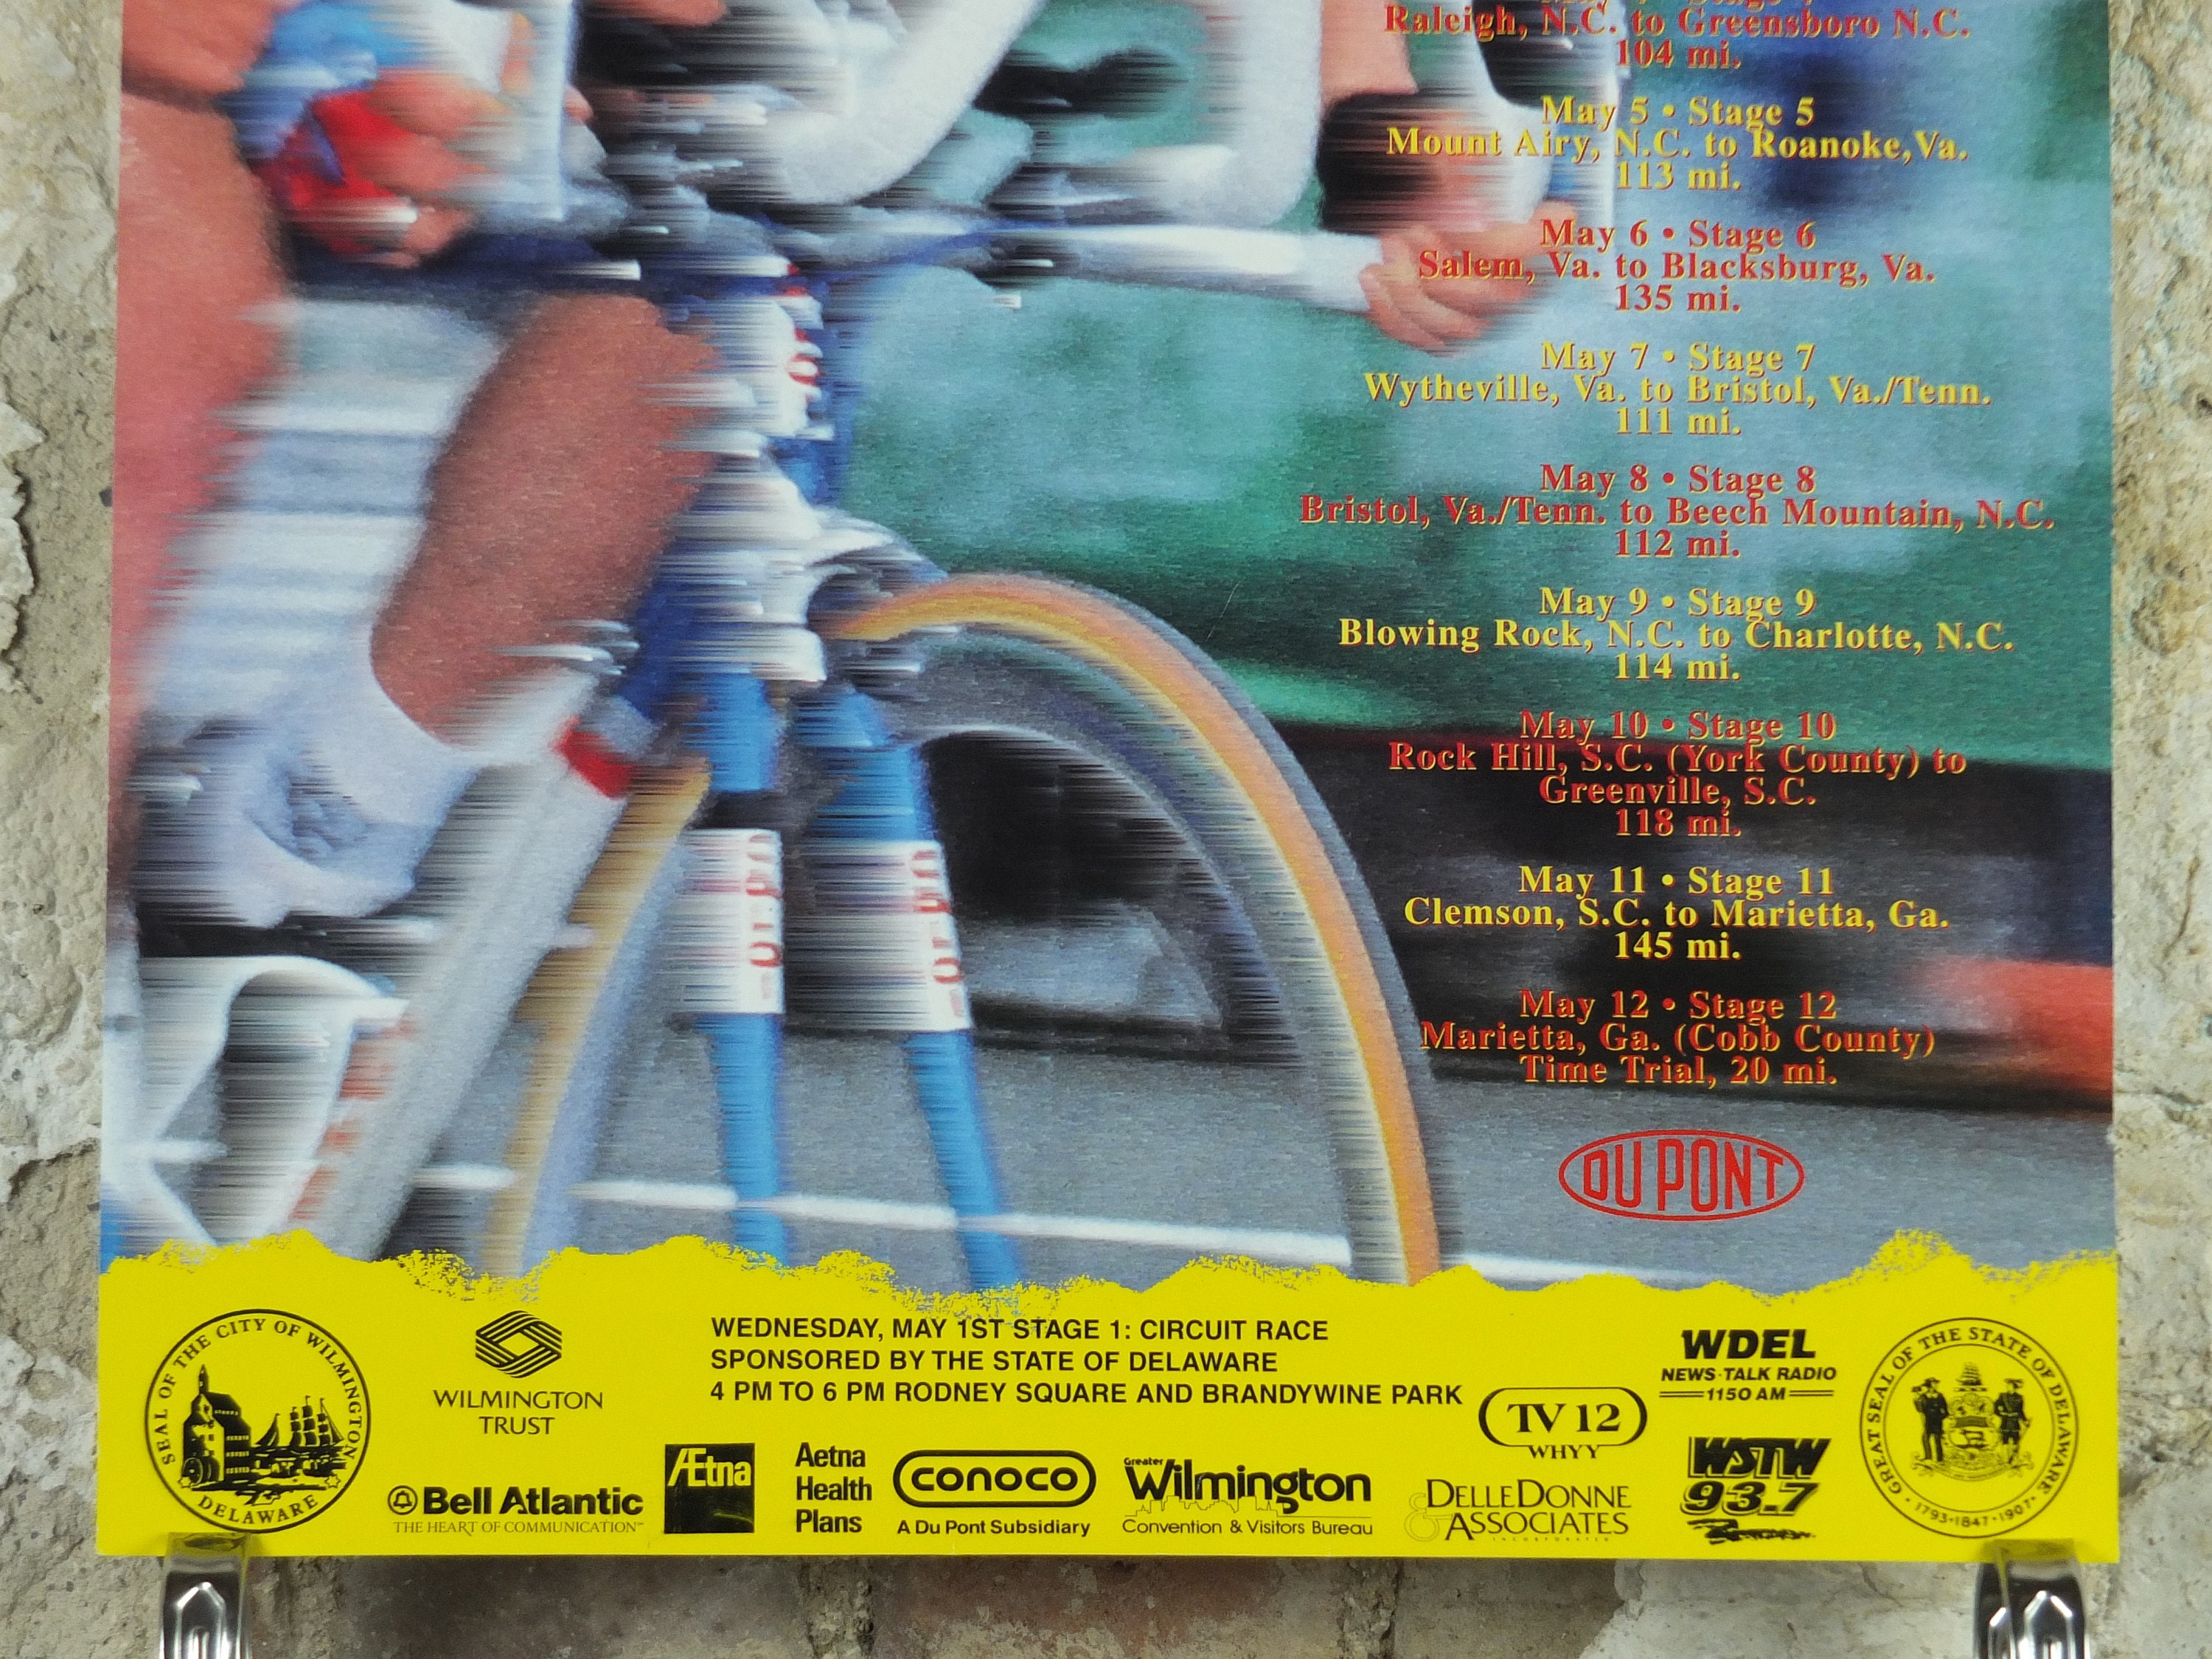 Raleigh, N.C. to Greensboro N.C.
104 mi.
May 5 • Stage 5
Mount Airy, N.C. to Roanoke,Va.
113 mi.
May 6 • Stage 6
Salem, Va. to Blacksburg, Va.
135 mi.
May 7 • Stage 7
Wytheville, Va. to Bristol, Va./Tenn.
111 mi.
May 8 • Stage 8
Bristol, Va./Tenn. to Beech Mountain, N.C.
112 mi.
May 9 • Stage 9
Blowing Rock, N.C. to Charlotte, N.C.
114 mi.
May 10 • Stage 10
Rock Hill, S.C. (York County) to
Greenville, S.C.
118 mi.
May 11 • Stage 11
Clemson, S.C. to Marietta, Ga.
145 mi.
May 12 • Stage 12
Marietta, Ga. (Cobb County)
Time Trial, 20 mi.
DU PONT
SEAL OF THE CITY OF WILMINGTON
DELAWARE
WILMINGTON
TRUST
WEDNESDAY, MAY 1ST STAGE 1: CIRCUIT RACE
SPONSORED BY THE STATE OF DELAWARE
4 PM TO 6 PM RODNEY SQUARE AND BRANDYWINE PARK
Bell Atlantic
THE HEART OF COMMUNICATION℠
Ætna
Aetna
Health
Plans
conoco
A Du Pont Subsidiary
Greater
Wilmington
Convention & Visitors Bureau
TV 12
WHYY
DELLEDONNE
& ASSOCIATES
INCORPORATED
WDEL
NEWS·TALK RADIO
1150 AM
WSTW
93.7
GREAT SEAL OF THE STATE OF DELAWARE
1793·1847·1907